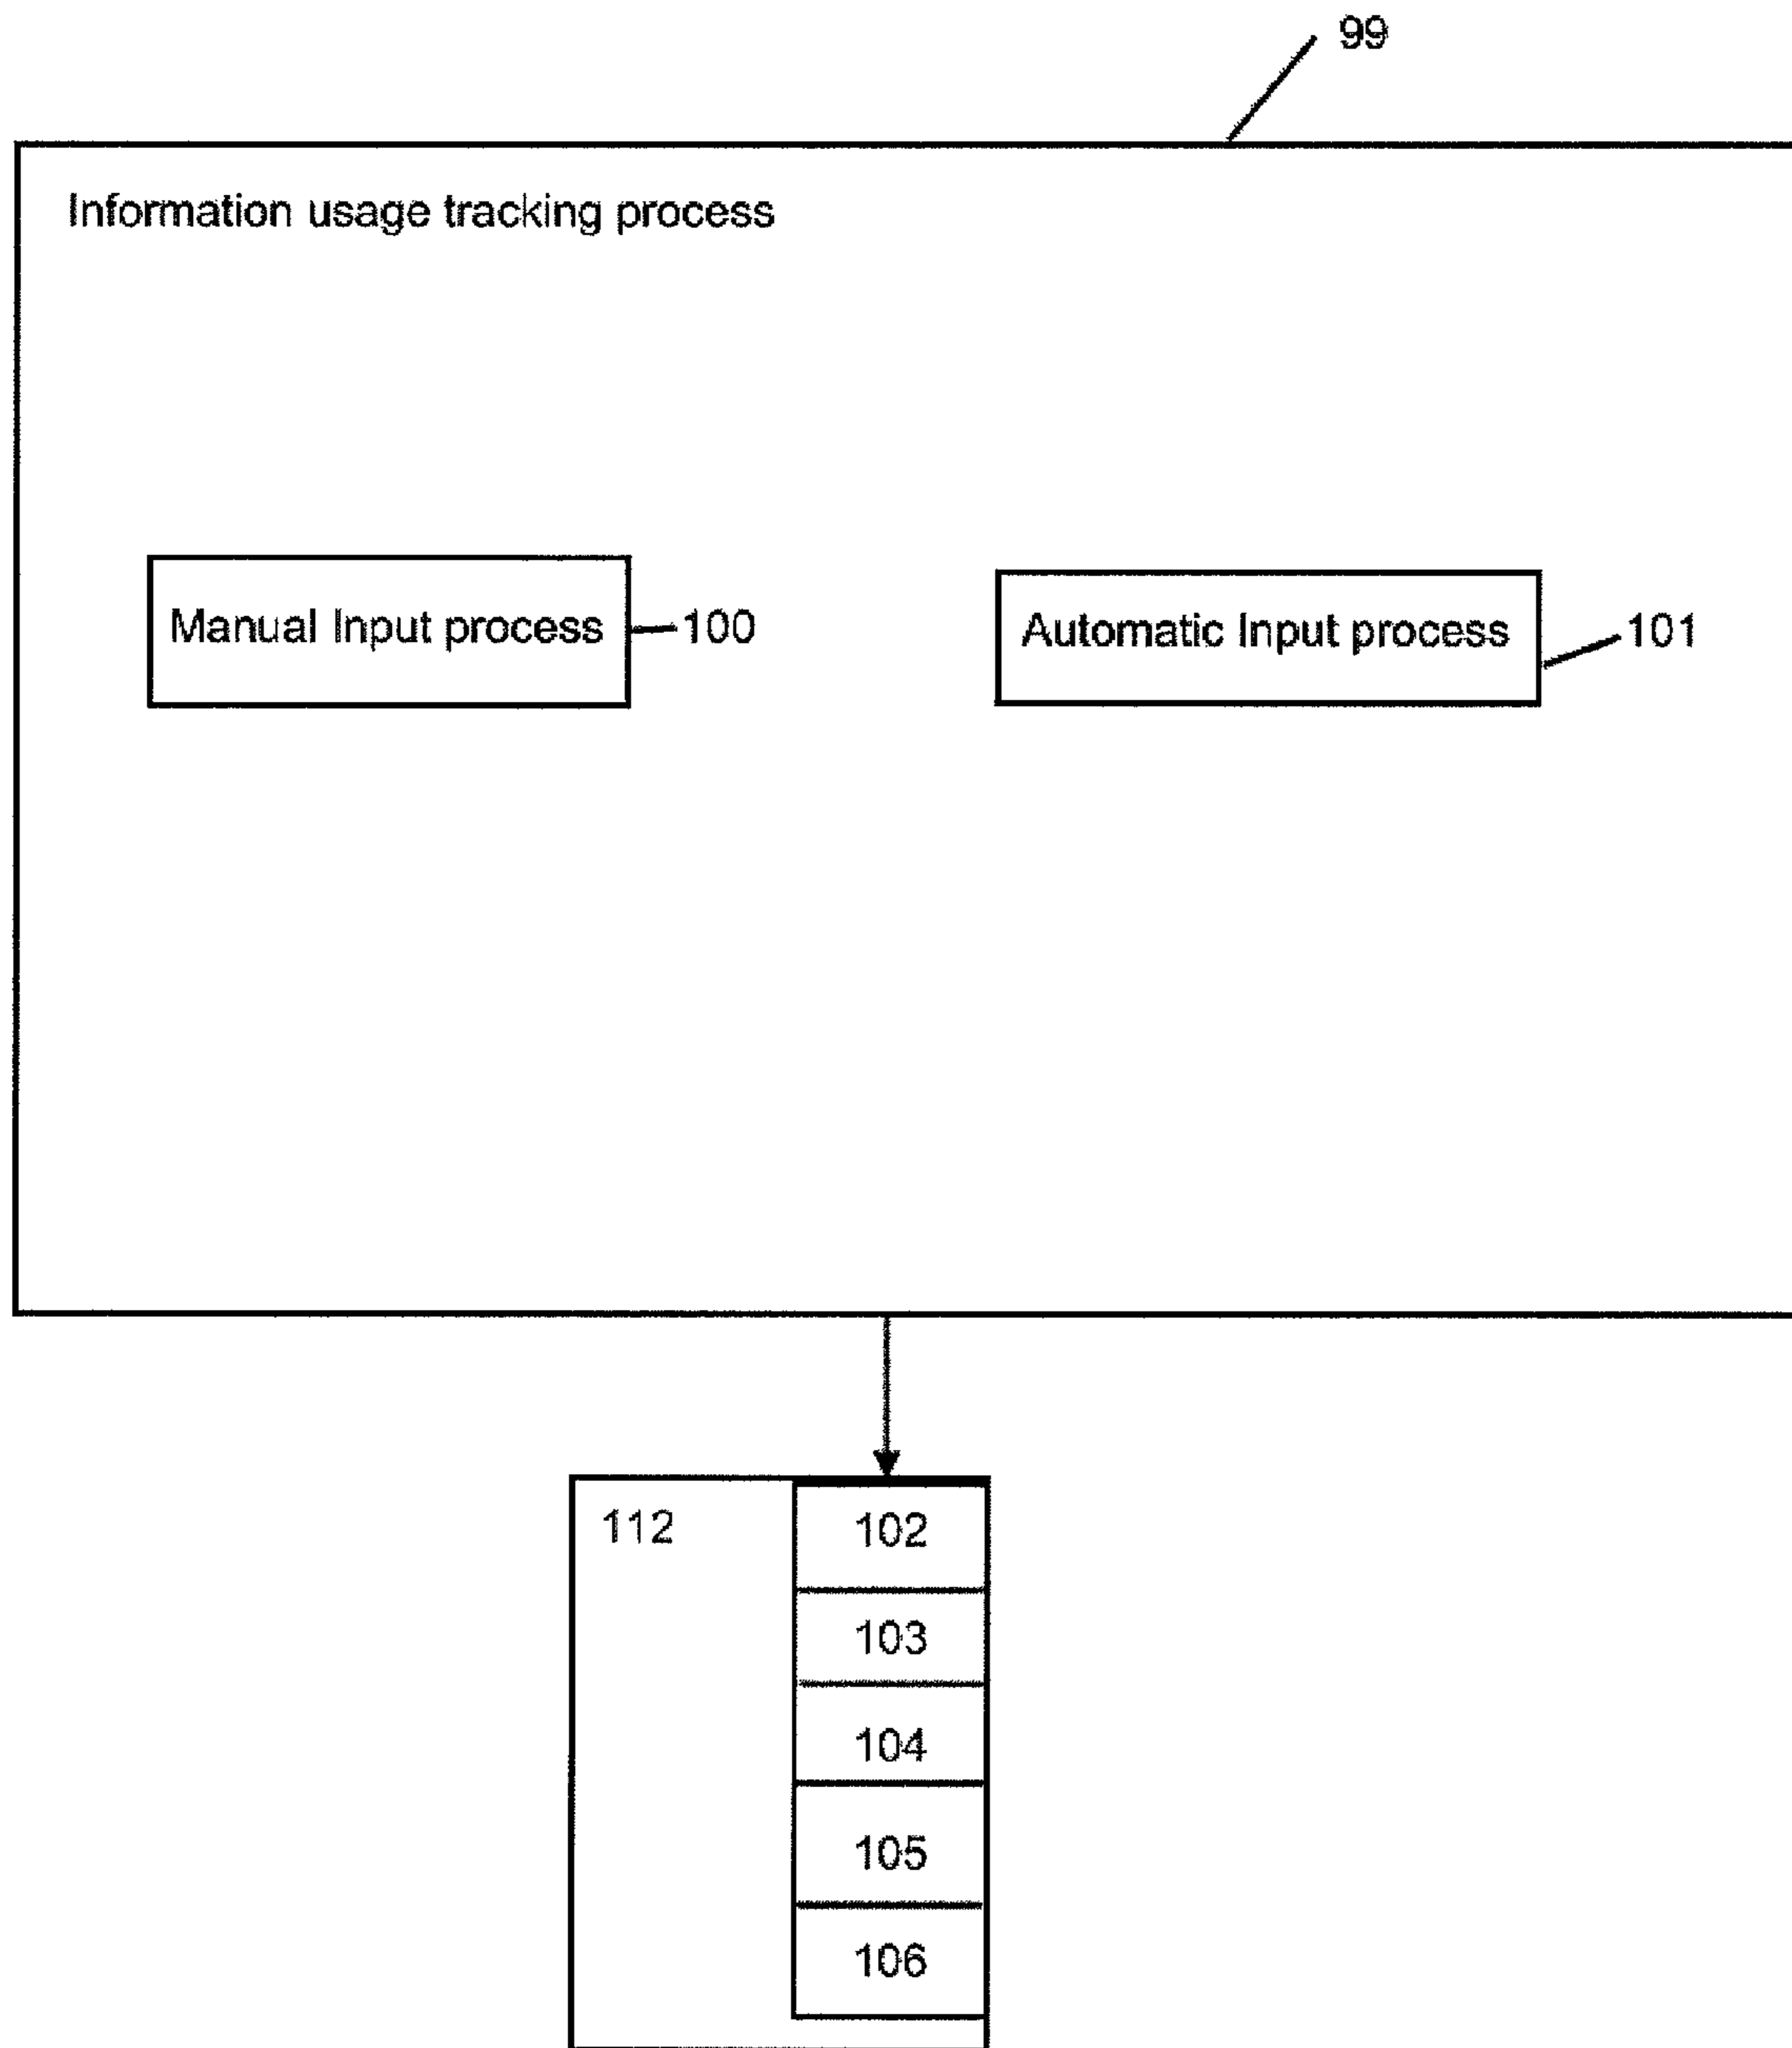 99
Information usage tracking process
Manual Input process 100
Automatic Input process 101
112
102
103
104
105
106